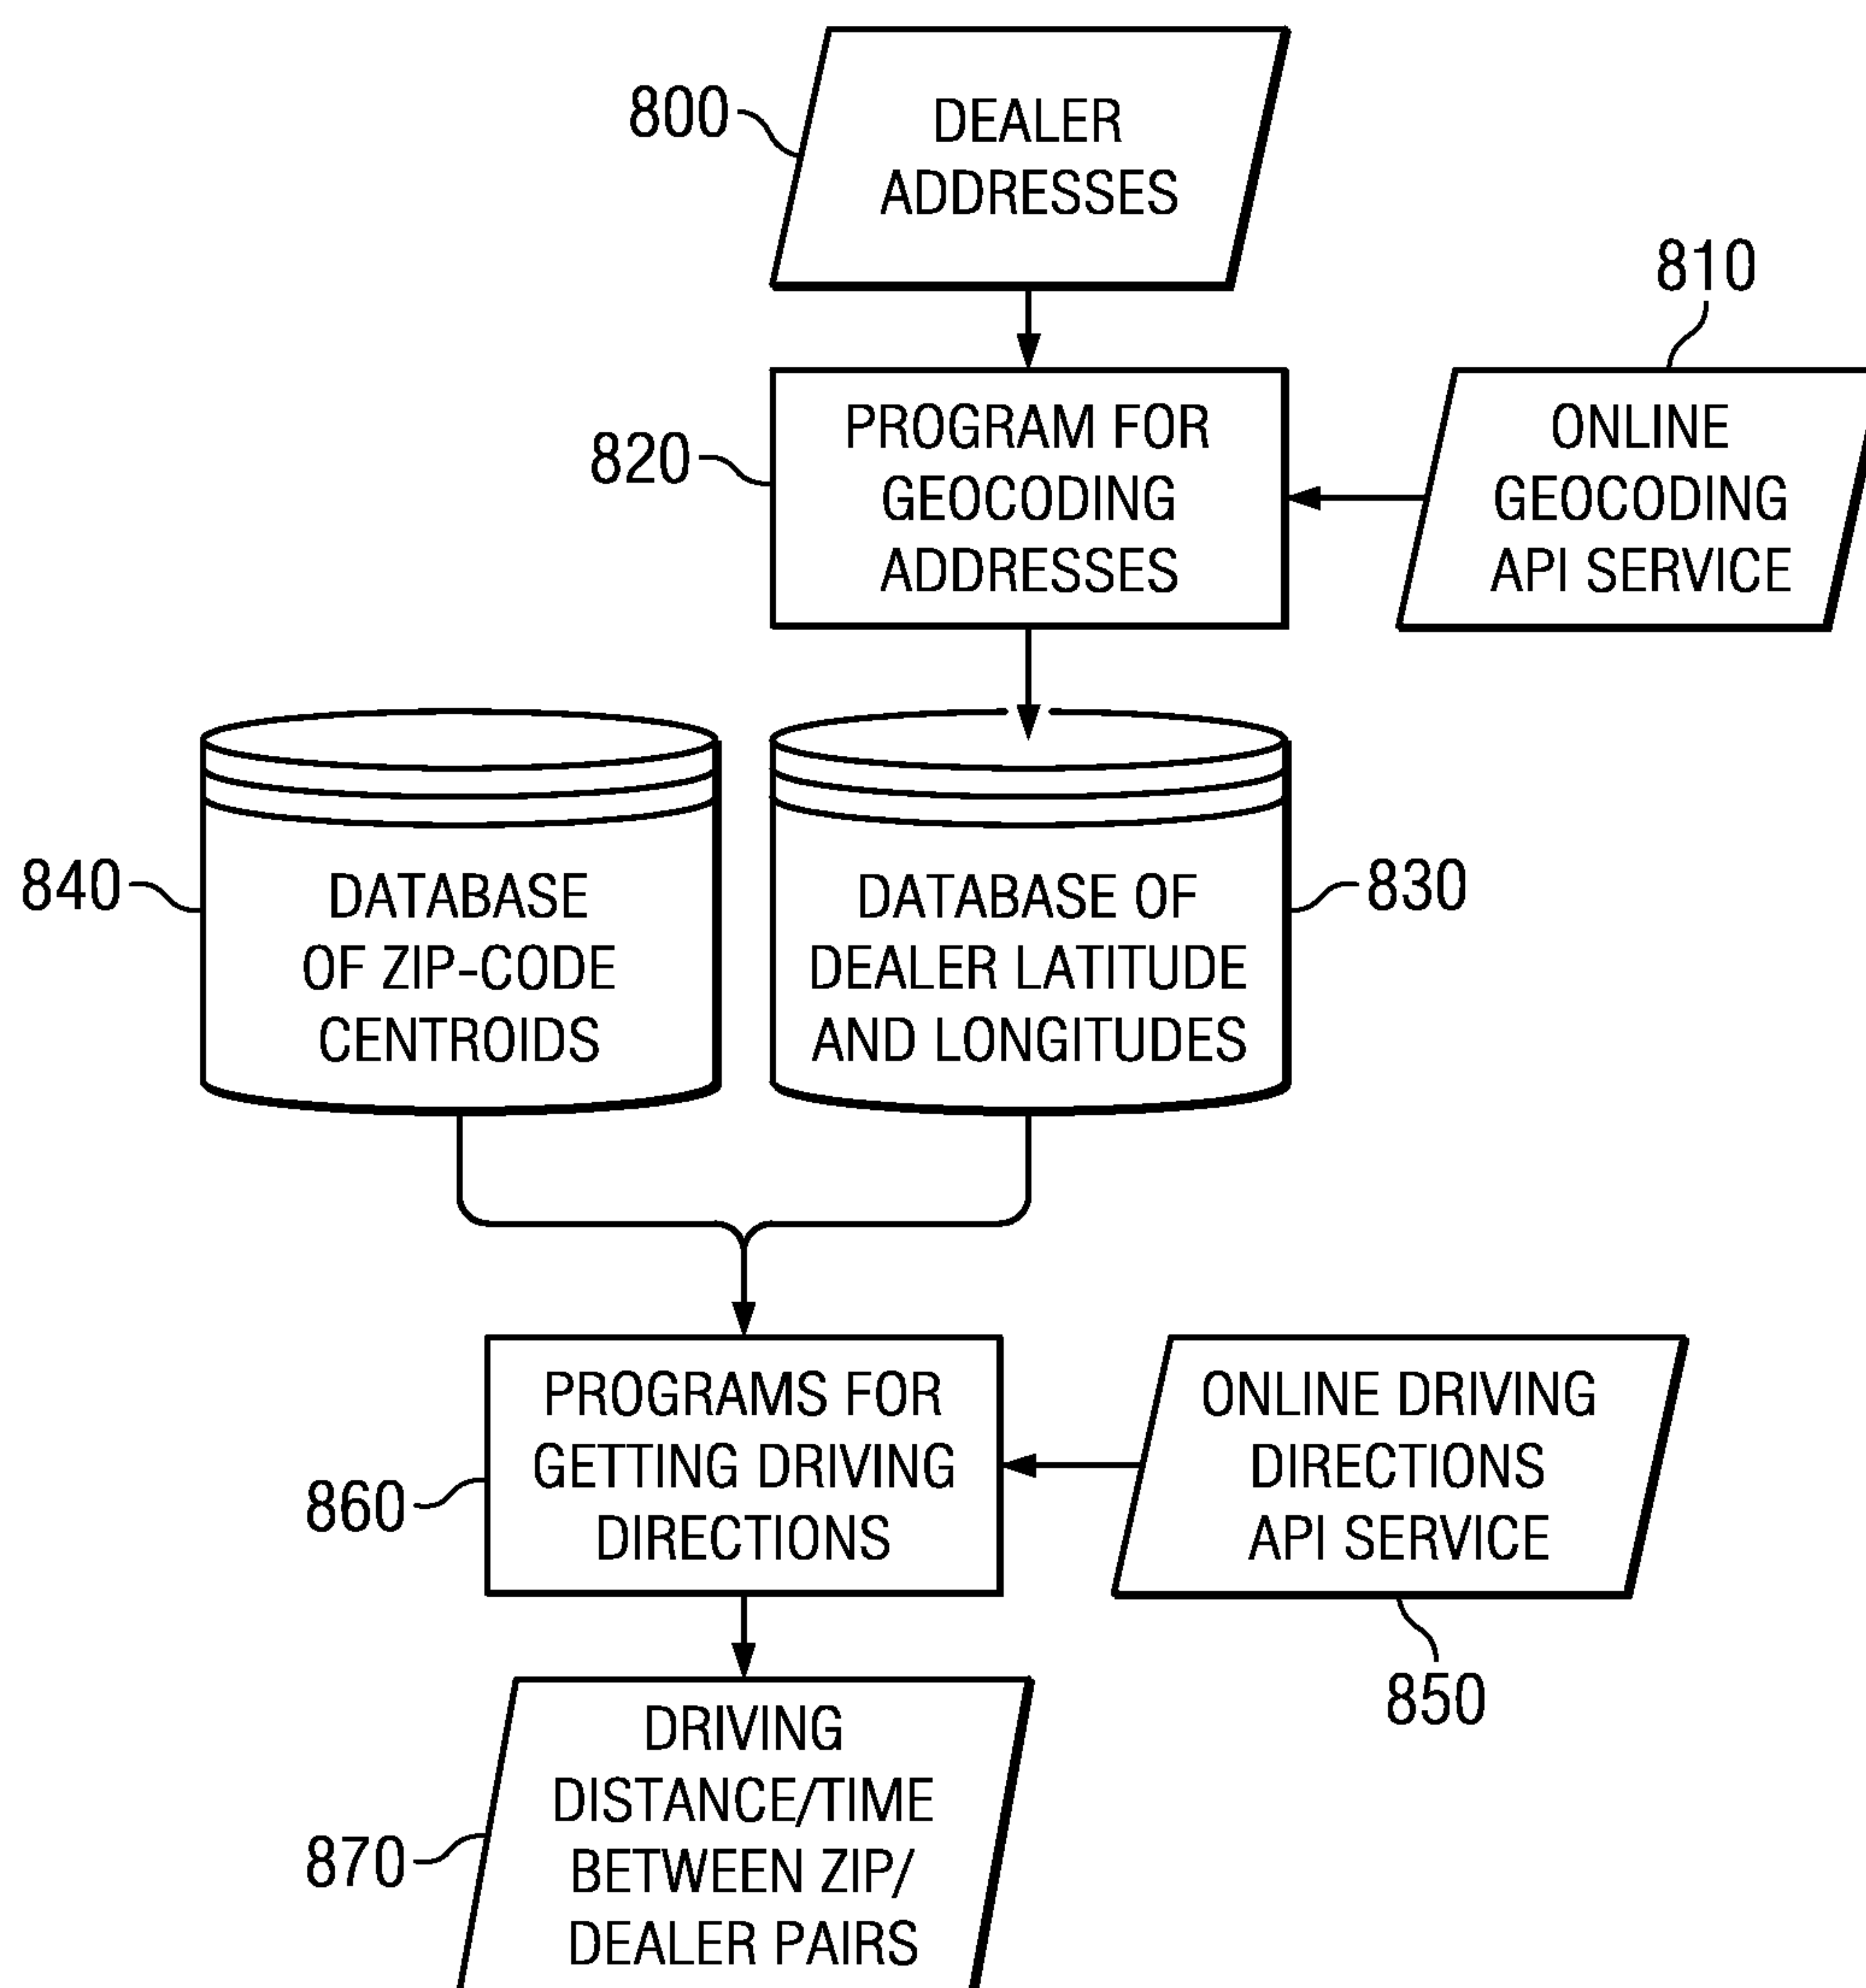 800
DEALER
ADDRESSES
810
820
PROGRAM FOR
GEOCODING
ADDRESSES
ONLINE
GEOCODING
API SERVICE
840
DATABASE
OF ZIP-CODE
CENTROIDS
DATABASE OF
DEALER LATITUDE
AND LONGITUDES
830
860
PROGRAMS FOR
GETTING DRIVING
DIRECTIONS
ONLINE DRIVING
DIRECTIONS
API SERVICE
850
870
DRIVING
DISTANCE/TIME
BETWEEN ZIP/
DEALER PAIRS